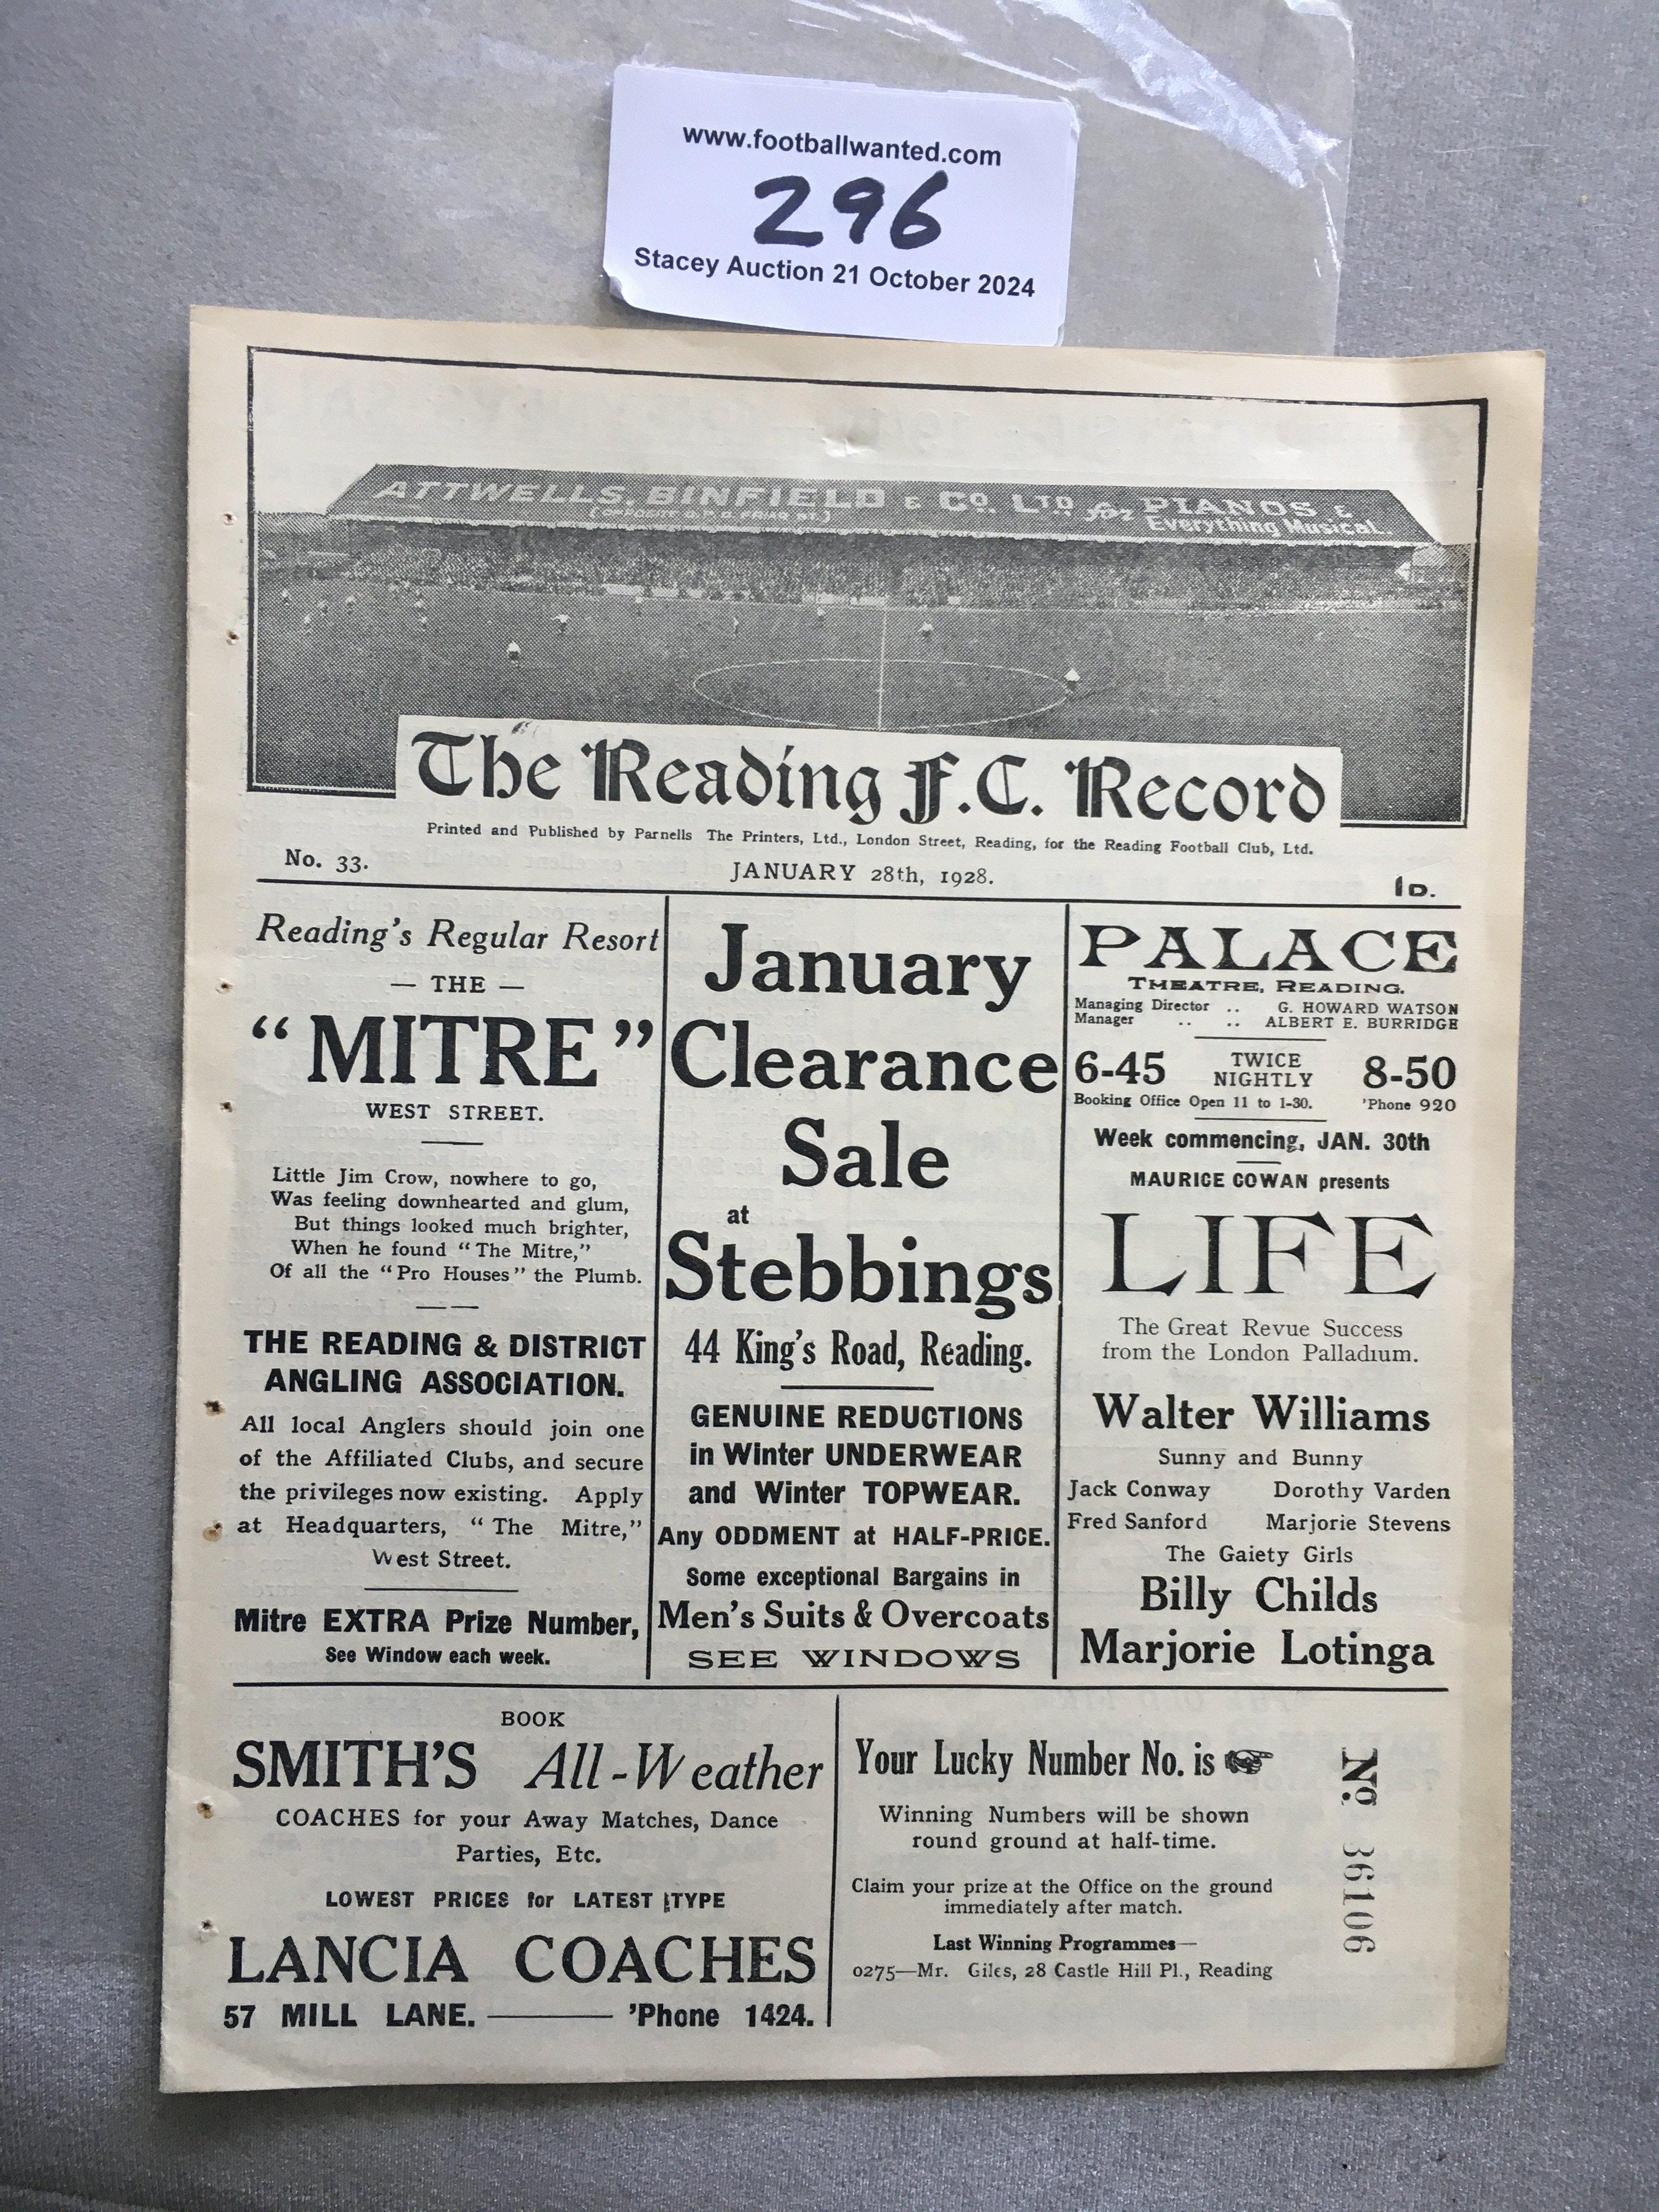 www.footballwanted.com
296
Stacey Auction 21 October 2024
ATTWELLS, BINFIELD & Co. LTD for PIANOS &
(OPPOSITE G.P.O. FRIAR ST.) Everything Musical.
The Reading F.C. Record
Printed and Published by Parnells The Printers, Ltd., London Street, Reading, for the Reading Football Club, Ltd.
No. 33. JANUARY 28th, 1928. 1D.
Reading's Regular Resort
— THE —
"MITRE"
WEST STREET.
Little Jim Crow, nowhere to go,
Was feeling downhearted and glum,
But things looked much brighter,
When he found "The Mitre,"
Of all the "Pro Houses" the Plumb.
THE READING & DISTRICT
ANGLING ASSOCIATION.
All local Anglers should join one
of the Affiliated Clubs, and secure
the privileges now existing. Apply
at Headquarters, "The Mitre,"
West Street.
Mitre EXTRA Prize Number,
See Window each week.
January
Clearance
Sale
at
Stebbings
44 King's Road, Reading.
GENUINE REDUCTIONS
in Winter UNDERWEAR
and Winter TOPWEAR.
Any ODDMENT at HALF-PRICE.
Some exceptional Bargains in
Men's Suits & Overcoats
SEE WINDOWS
PALACE
THEATRE, READING.
Managing Director .. G. HOWARD WATSON
Manager .. .. ALBERT E. BURRIDGE
6-45 TWICE NIGHTLY 8-50
Booking Office Open 11 to 1-30. 'Phone 920
Week commencing, JAN. 30th
MAURICE COWAN presents
LIFE
The Great Revue Success
from the London Palladium.
Walter Williams
Sunny and Bunny
Jack Conway Dorothy Varden
Fred Sanford Marjorie Stevens
The Gaiety Girls
Billy Childs
Marjorie Lotinga
BOOK
SMITH'S All-Weather
COACHES for your Away Matches, Dance
Parties, Etc.
LOWEST PRICES for LATEST TYPE
LANCIA COACHES
57 MILL LANE. 'Phone 1424.
Your Lucky Number No. is
Winning Numbers will be shown
round ground at half-time.
Claim your prize at the Office on the ground
immediately after match.
Last Winning Programmes—
0275—Mr. Giles, 28 Castle Hill Pl., Reading
No. 36106